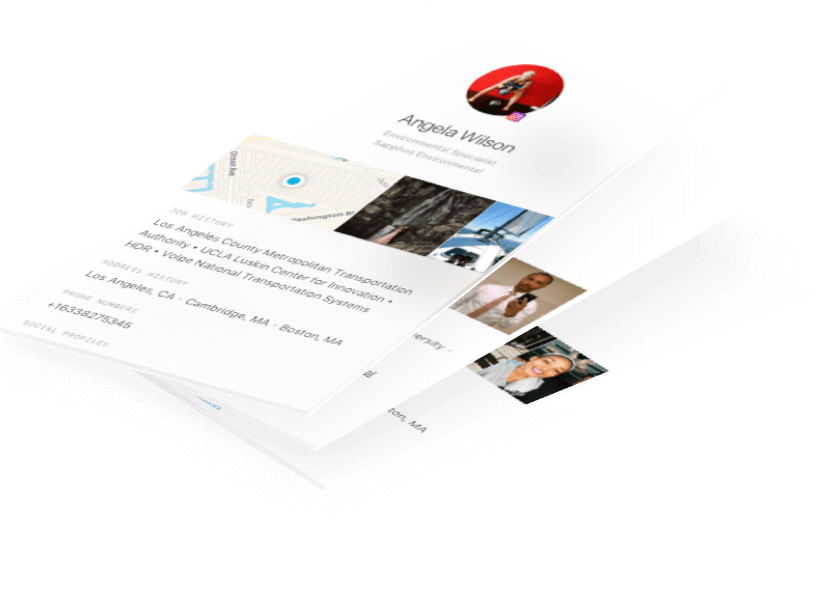 Angela Wilson
Environmental Specialist
Sapphos Environmental
Washington Bl
JOB HISTORY
Los Angeles County Metropolitan Transportation
Authority • UCLA Luskin Center for Innovation •
HDR • Volpe National Transportation Systems
ADDRESS HISTORY
Los Angeles, CA · Cambridge, MA · Boston, MA
PHONE NUMBERS
+16338275345
SOCIAL PROFILES
ersity ·
ton, MA